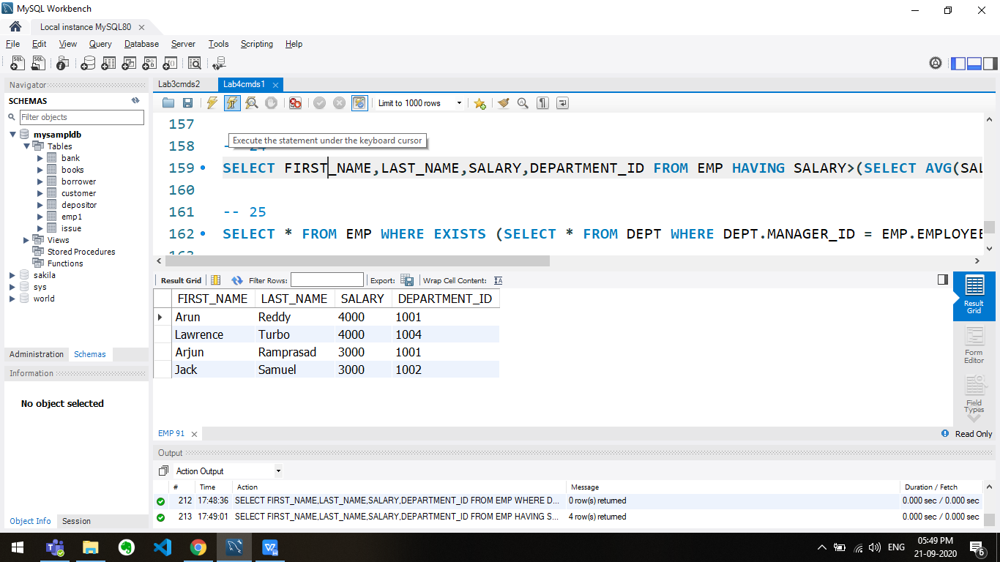 MySQL Workbench
Local instance MySQL80
File Edit View Query Database Server Tools Scripting Help
Navigator
SCHEMAS
Filter objects
mysampldb
Tables
bank
books
borrower
customer
depositor
emp1
issue
Views
Stored Procedures
Functions
sakila
sys
world
Administration Schemas
Information
No object selected
Object Info Session
Lab3cmds2 Lab4cmds1
Limit to 1000 rows
157
158 -- 24
Execute the statement under the keyboard cursor
159 SELECT FIRST_NAME,LAST_NAME,SALARY,DEPARTMENT_ID FROM EMP HAVING SALARY>(SELECT AVG(SAL
160
161 -- 25
162 SELECT * FROM EMP WHERE EXISTS (SELECT * FROM DEPT WHERE DEPT.MANAGER_ID = EMP.EMPLOYEE
163
Result Grid Filter Rows: Export: Wrap Cell Content:
FIRST_NAME LAST_NAME SALARY DEPARTMENT_ID
Arun Reddy 4000 1001
Lawrence Turbo 4000 1004
Arjun Ramprasad 3000 1001
Jack Samuel 3000 1002
Result Grid
Form Editor
Field Types
EMP 91
Read Only
Output
Action Output
# Time Action Message Duration / Fetch
212 17:48:36 SELECT FIRST_NAME,LAST_NAME,SALARY,DEPARTMENT_ID FROM EMP WHERE D... 0 row(s) returned 0.000 sec / 0.000 sec
213 17:49:01 SELECT FIRST_NAME,LAST_NAME,SALARY,DEPARTMENT_ID FROM EMP HAVING S... 4 row(s) returned 0.000 sec / 0.000 sec
ENG
05:49 PM
21-09-2020
6